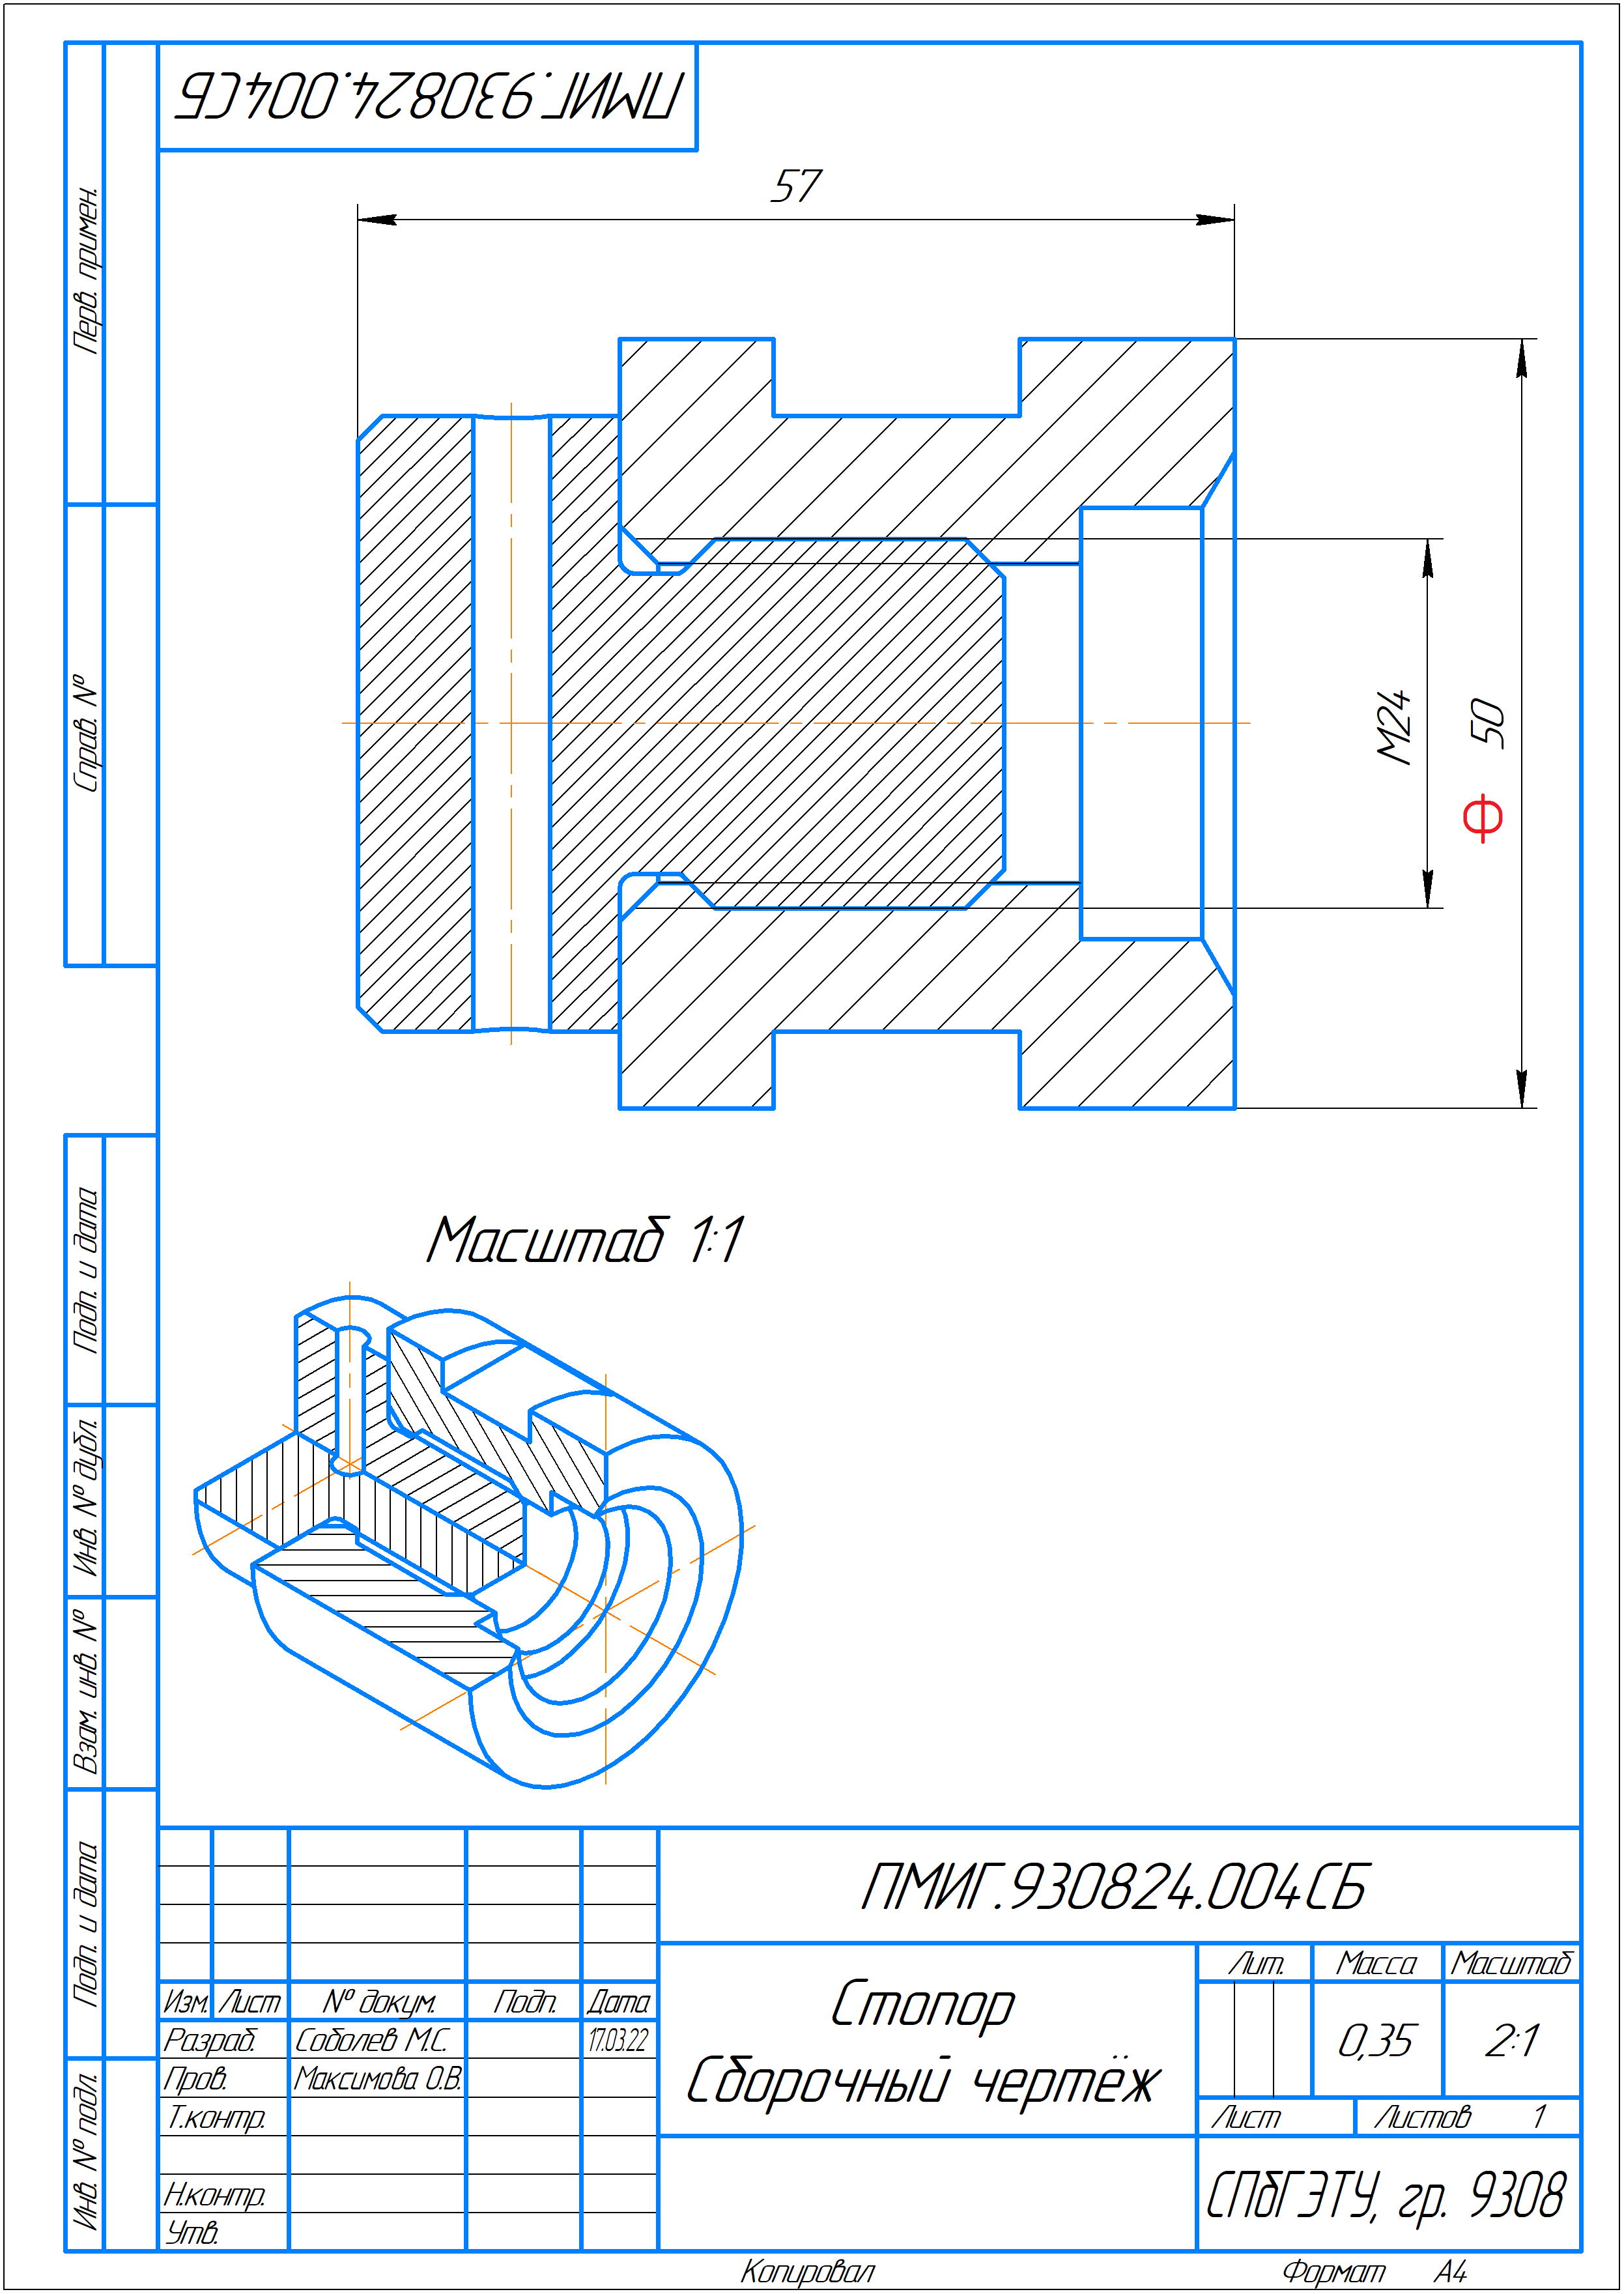 ПМИГ.930824.004СБ
57
Перв. примен.
Справ. №
М24
Ф 50
Масштаб 1:1
Подп. и дата
Инв. № дубл.
Взам. инв. №
Подп. и дата
Инв. № подл.
ПМИГ.930824.004СБ
Лит. Масса Масштаб
Стопор
Сборочный чертёж
0,35 2:1
Изм. Лист № докум. Подп. Дата
Разраб. Соболев М.С. 17.03.22
Пров. Максимова О.В.
Т.контр.
Лист Листов 1
Н.контр.
Утв.
СПбГЭТУ, гр. 9308
Копировал Формат А4